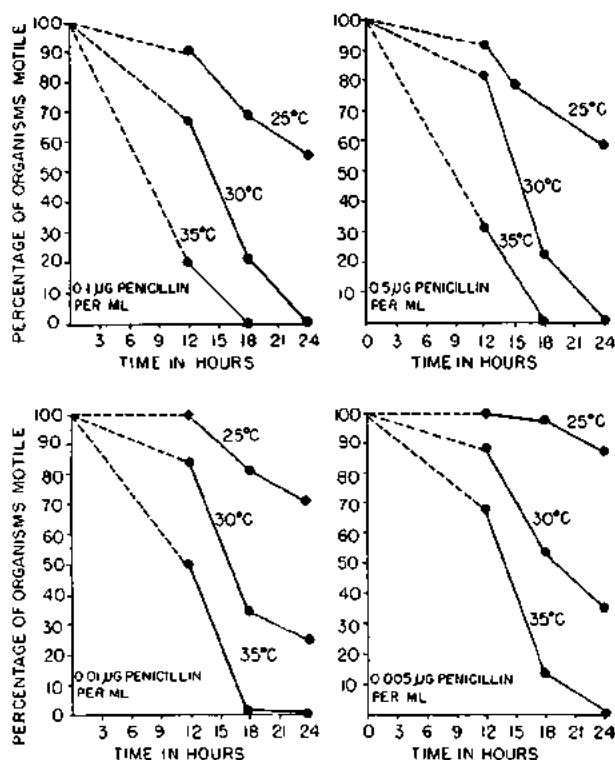 PERCENTAGE OF ORGANISMS MOTILE
100
90
80
70
60
50
40
30
20
10
0
25°C
30°C
35°C
0.1 µG PENICILLIN
PER ML
3 6 9 12 15 18 21 24
TIME IN HOURS
100
90
80
70
60
50
40
30
20
10
25°C
30°C
35°C
0.5 µG PENICILLIN
PER ML
0 3 6 9 12 15 18 21 24
TIME IN HOURS
PERCENTAGE OF ORGANISMS MOTILE
100
90
80
70
60
50
40
30
20
10
0
25°C
30°C
35°C
0.01 µG PENICILLIN
PER ML
3 6 9 12 15 18 21 24
TIME IN HOURS
100
90
80
70
60
50
40
30
20
10
25°C
30°C
35°C
0.005 µG PENICILLIN
PER ML
0 3 6 9 12 15 18 21 24
TIME IN HOURS